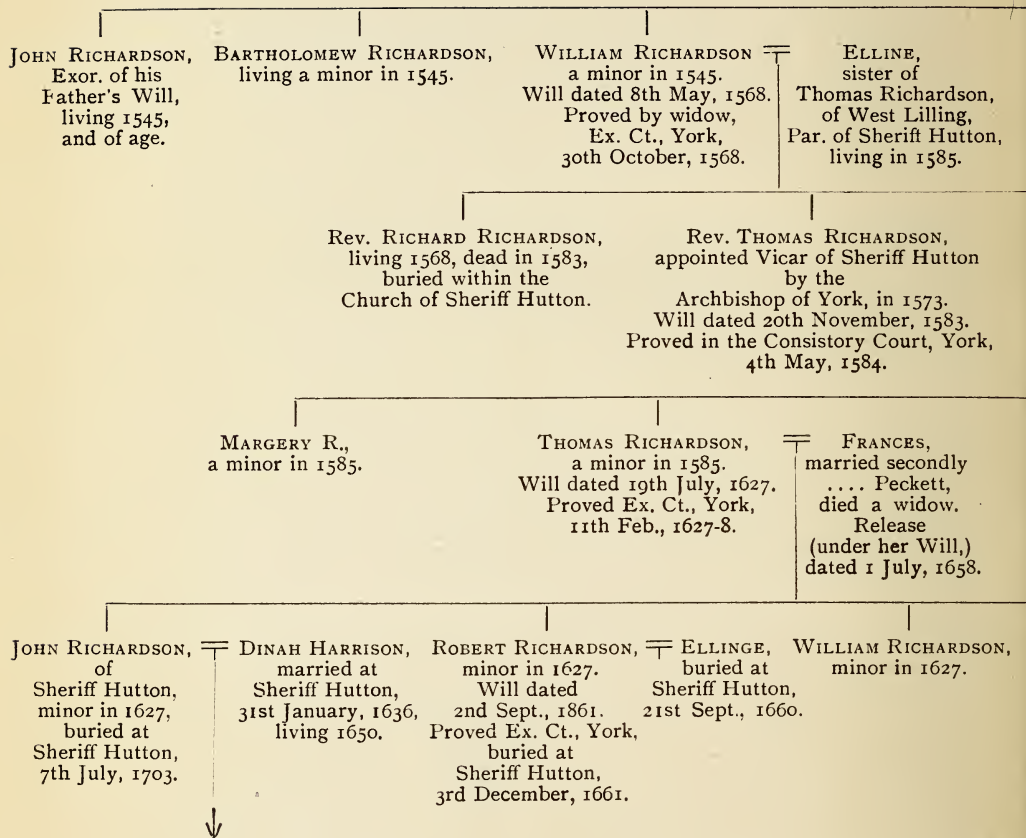 JOHN RICHARDSON,
Exor. of his
Father's Will,
living 1545,
and of age.
BARTHOLOMEW RICHARDSON,
living a minor in 1545.
WILLIAM RICHARDSON
a minor in 1545.
Will dated 8th May, 1568.
Proved by widow,
Ex. Ct., York,
30th October, 1568.
ELLINE,
sister of
Thomas Richardson,
of West Lilling,
Par. of Sheriff Hutton,
living in 1585.
Rev. RICHARD RICHARDSON,
living 1568, dead in 1583,
buried within the
Church of Sheriff Hutton.
Rev. THOMAS RICHARDSON,
appointed Vicar of Sheriff Hutton
by the
Archbishop of York, in 1573.
Will dated 20th November, 1583.
Proved in the Consistory Court, York,
4th May, 1584.
MARGERY R.,
a minor in 1585.
THOMAS RICHARDSON,
a minor in 1585.
Will dated 19th July, 1627.
Proved Ex. Ct., York,
11th Feb., 1627-8.
FRANCES,
married secondly
.... Peckett,
died a widow.
Release
(under her Will,)
dated 1 July, 1658.
JOHN RICHARDSON,
of
Sheriff Hutton,
minor in 1627,
buried at
Sheriff Hutton,
7th July, 1703.
DINAH HARRISON,
married at
Sheriff Hutton,
31st January, 1636,
living 1650.
ROBERT RICHARDSON,
minor in 1627.
Will dated
2nd Sept., 1861.
Proved Ex. Ct., York,
buried at
Sheriff Hutton,
3rd December, 1661.
ELLINGE,
buried at
Sheriff Hutton,
21st Sept., 1660.
WILLIAM RICHARDSON,
minor in 1627.